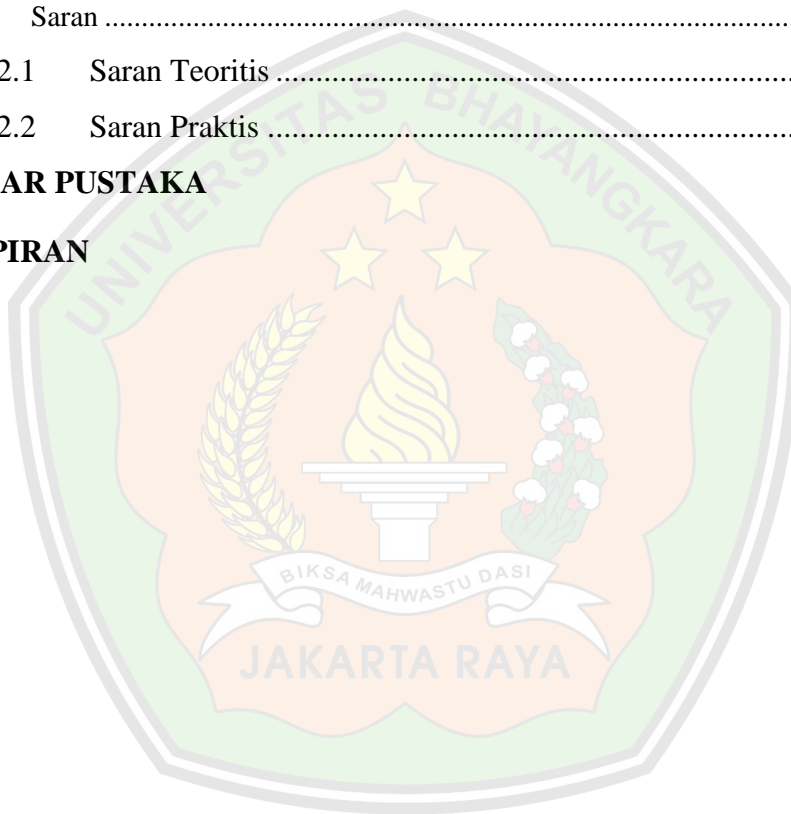 Saran ....................................................................................
2.1 Saran Teoritis ................................................................
2.2 Saran Praktis .................................................................
AR PUSTAKA
PIRAN
UNIVERSITAS BHAYANGKARA
BIKSA MAHWASTU DASI
JAKARTA RAYA